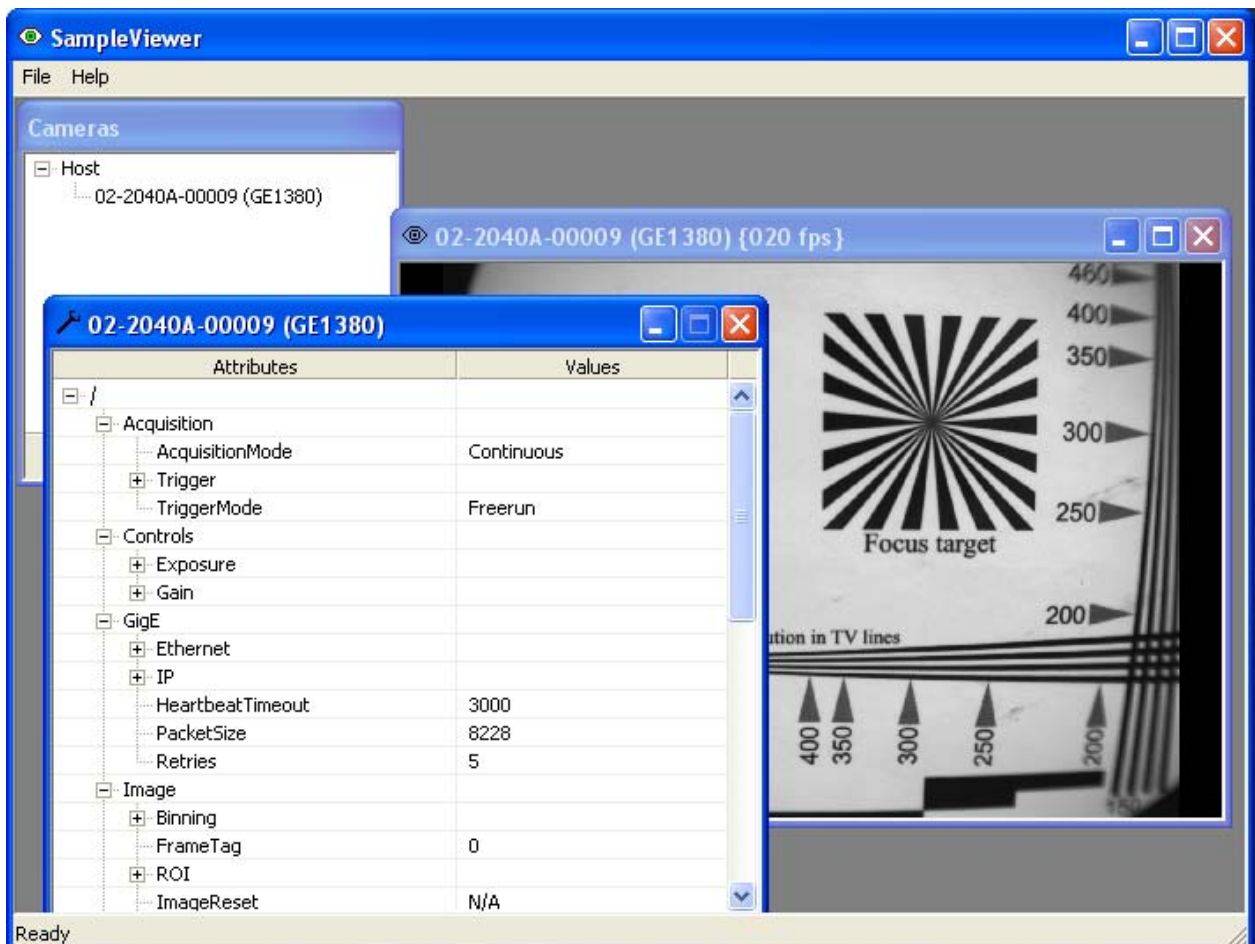 SampleViewer
File Help
Cameras
Host
02-2040A-00009 (GE1380)
02-2040A-00009 (GE1380) {020 fps}
460
400
350
300
250
200
Focus target
ution in TV lines
400
350
300
250
200
150
02-2040A-00009 (GE1380)
Attributes Values
/
Acquisition
AcquisitionMode Continuous
Trigger
TriggerMode Freerun
Controls
Exposure
Gain
GigE
Ethernet
IP
HeartbeatTimeout 3000
PacketSize 8228
Retries 5
Image
Binning
FrameTag 0
ROI
ImageReset N/A
Ready